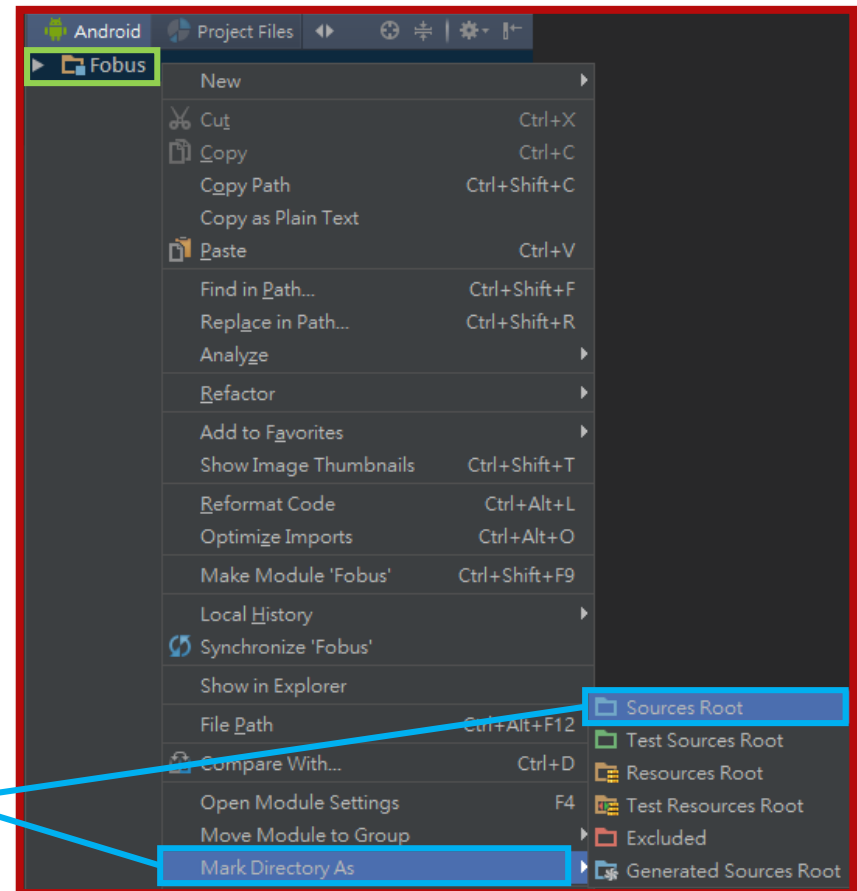 Android Project Files
Fobus
New
Cut Ctrl+X
Copy Ctrl+C
Copy Path Ctrl+Shift+C
Copy as Plain Text
Paste Ctrl+V
Find in Path... Ctrl+Shift+F
Replace in Path... Ctrl+Shift+R
Analyze
Refactor
Add to Favorites
Show Image Thumbnails Ctrl+Shift+T
Reformat Code Ctrl+Alt+L
Optimize Imports Ctrl+Alt+O
Make Module 'Fobus' Ctrl+Shift+F9
Local History
Synchronize 'Fobus'
Show in Explorer
File Path Ctrl+Alt+F12
Compare With... Ctrl+D
Open Module Settings F4
Move Module to Group
Mark Directory As
Sources Root
Test Sources Root
Resources Root
Test Resources Root
Excluded
Generated Sources Root